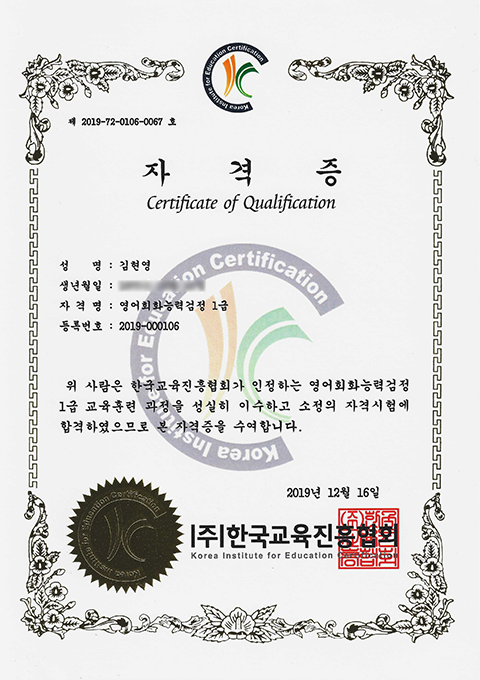 Korea Institute for Education Certification
제 2019-72-0106-0067 호
자 격 증
Certificate of Qualification
성 명 : 김현영
생년월일 :
자 격 명 : 영어회화능력검정 1급
등록번호 : 2019-000106
Korea Institute for Education Certification
위 사람은 한국교육진흥협회가 인정하는 영어회화능력검정
1급 교육훈련 과정을 성실히 이수하고 소정의 자격시험에
합격하였으므로 본 자격증을 수여합니다.
2019년 12월 16일
Korea Institute for Education Certification
(주)한국교육진흥협회
Korea Institute for Education Certification